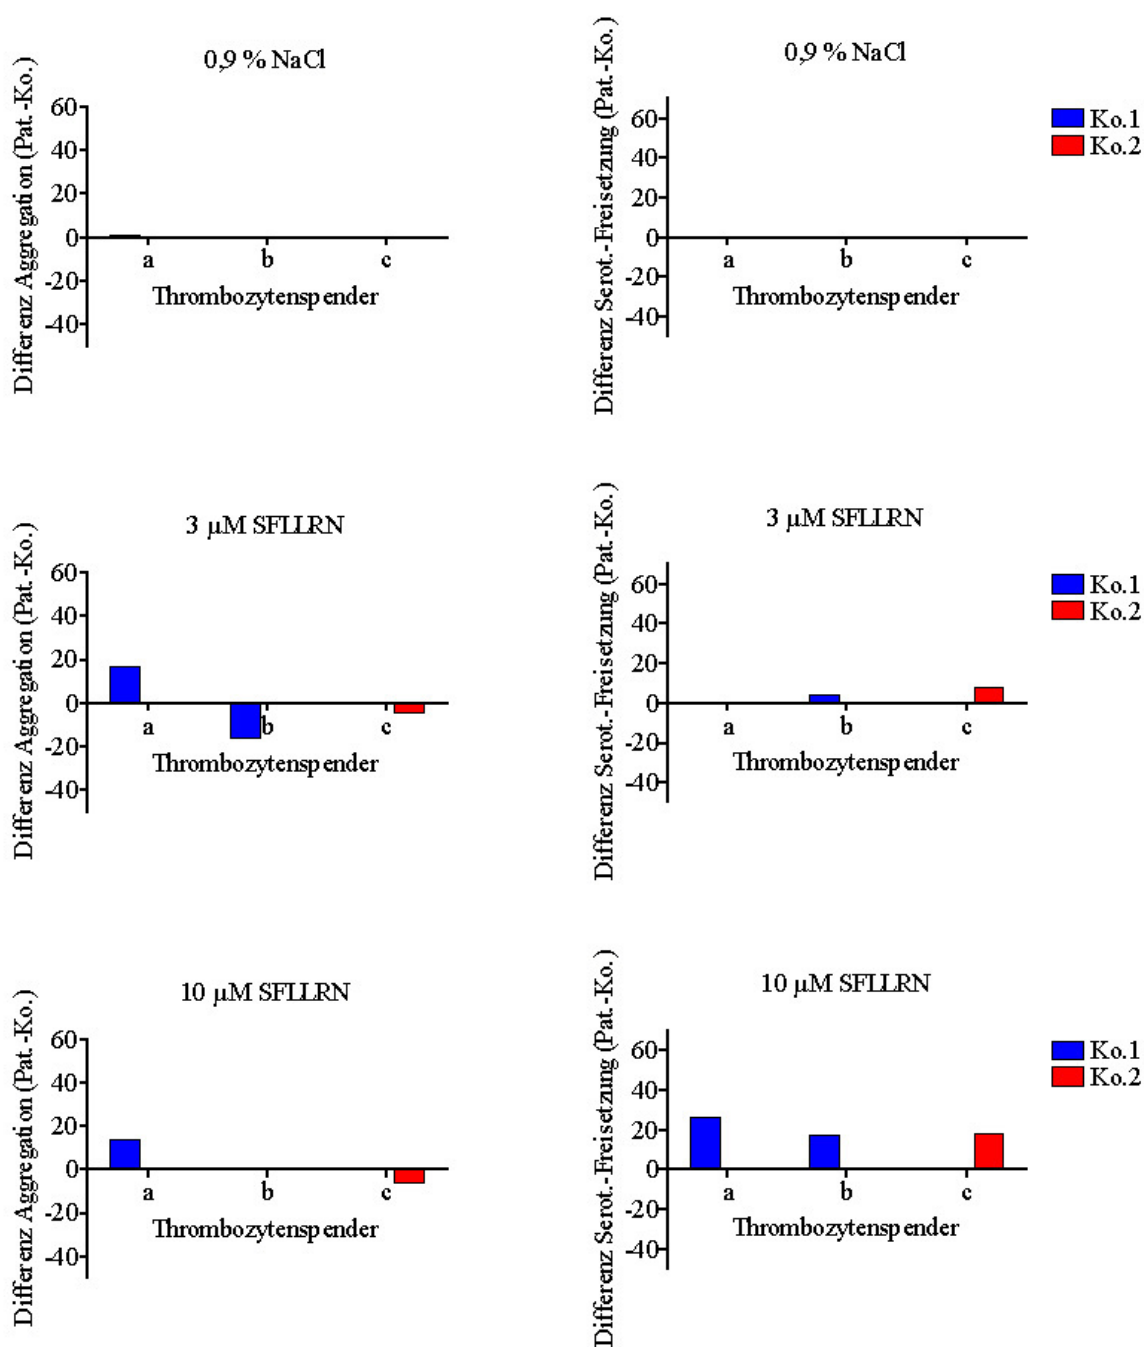 0,9 % NaCl
Differenz Aggregation (Pat.-Ko.)
60
40
20
0
-20
-40
a b c
Thrombozytenspender
0,9 % NaCl
Differenz Serot.-Freisetzung (Pat.-Ko.)
60
40
20
0
-20
-40
a b c
Thrombozytenspender
Ko.1
Ko.2
3 µM SFLLRN
Differenz Aggregation (Pat.-Ko.)
60
40
20
0
-20
-40
a b c
Thrombozytenspender
3 µM SFLLRN
Differenz Serot.-Freisetzung (Pat.-Ko.)
60
40
20
0
-20
-40
a b c
Thrombozytenspender
Ko.1
Ko.2
10 µM SFLLRN
Differenz Aggregation (Pat.-Ko.)
60
40
20
0
-20
-40
a b c
Thrombozytenspender
10 µM SFLLRN
Differenz Serot.-Freisetzung (Pat.-Ko.)
60
40
20
0
-20
-40
a b c
Thrombozytenspender
Ko.1
Ko.2